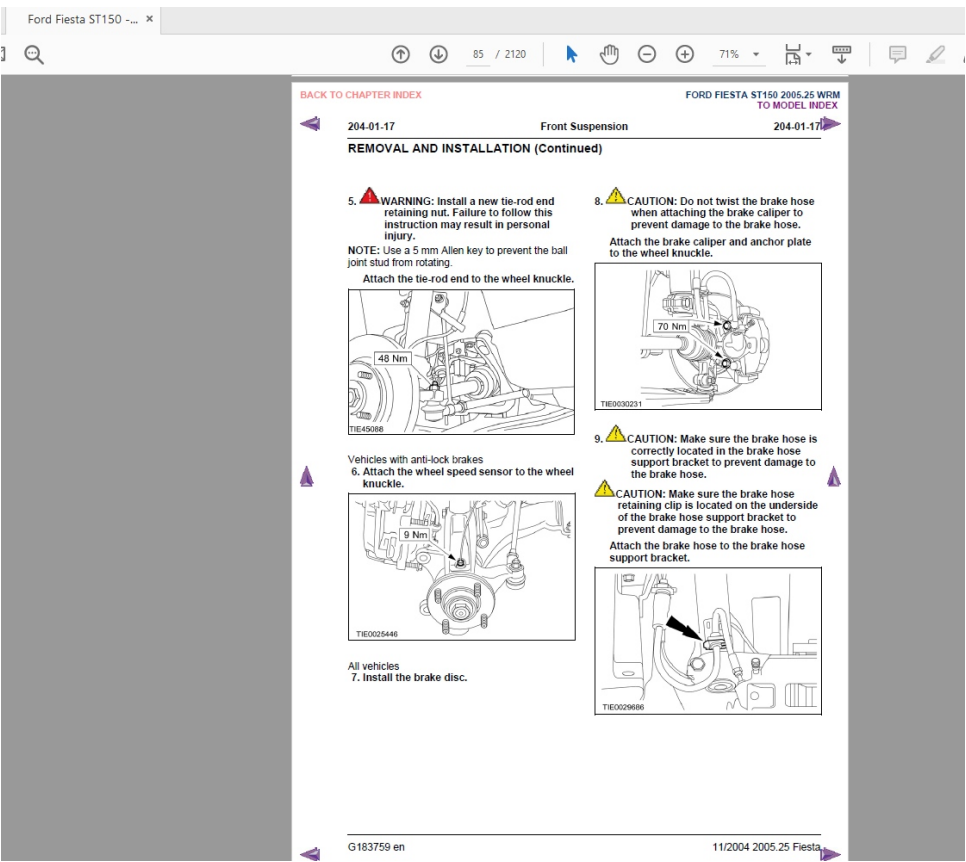 Ford Fiesta ST150 -... ×
85 / 2120
71%
BACK TO CHAPTER INDEX
FORD FIESTA ST150 2005.25 WRM
TO MODEL INDEX
204-01-17
Front Suspension
204-01-17
REMOVAL AND INSTALLATION (Continued)
5. WARNING: Install a new tie-rod end
retaining nut. Failure to follow this
instruction may result in personal
injury.
NOTE: Use a 5 mm Allen key to prevent the ball
joint stud from rotating.
Attach the tie-rod end to the wheel knuckle.
48 Nm
TIE45088
Vehicles with anti-lock brakes
6. Attach the wheel speed sensor to the wheel
knuckle.
9 Nm
TIE0025446
All vehicles
7. Install the brake disc.
8. CAUTION: Do not twist the brake hose
when attaching the brake caliper to
prevent damage to the brake hose.
Attach the brake caliper and anchor plate
to the wheel knuckle.
70 Nm
TIE0030231
9. CAUTION: Make sure the brake hose is
correctly located in the brake hose
support bracket to prevent damage to
the brake hose.
CAUTION: Make sure the brake hose
retaining clip is located on the underside
of the brake hose support bracket to
prevent damage to the brake hose.
Attach the brake hose to the brake hose
support bracket.
TIE0029686
G183759 en
11/2004 2005.25 Fiesta